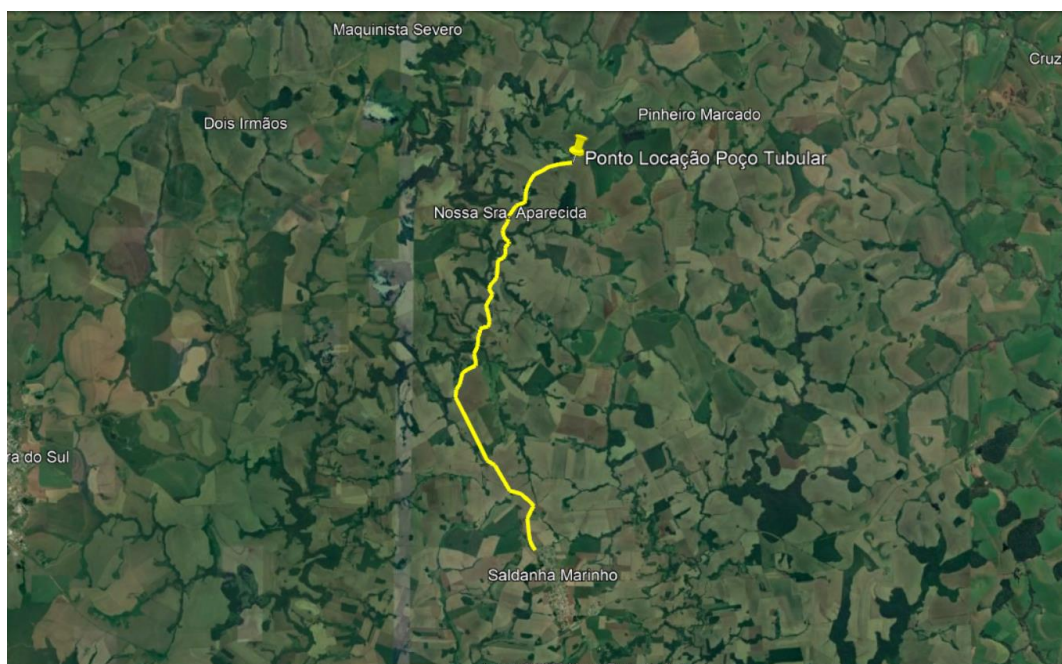 Maquinista Severo
Cruz
Pinheiro Marcado
Dois Irmãos
Ponto Locação Poço Tubular
Nossa Sra. Aparecida
ra do Sul
Saldanha Marinho